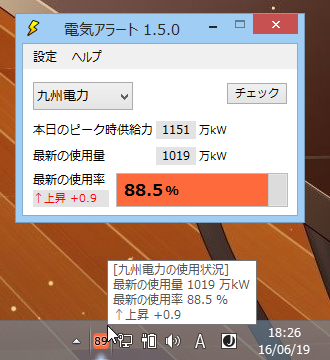 電気アラート 1.5.0
設定 ヘルプ
九州電力 チェック
本日のピーク時供給力 1151 万kW
最新の使用量 1019 万kW
最新の使用率
↑上昇 +0.9
88.5 %
[九州電力の使用状況]
最新の使用量 1019 万kW
最新の使用率 88.5 %
↑上昇 +0.9
89 A J
18:26
16/06/19